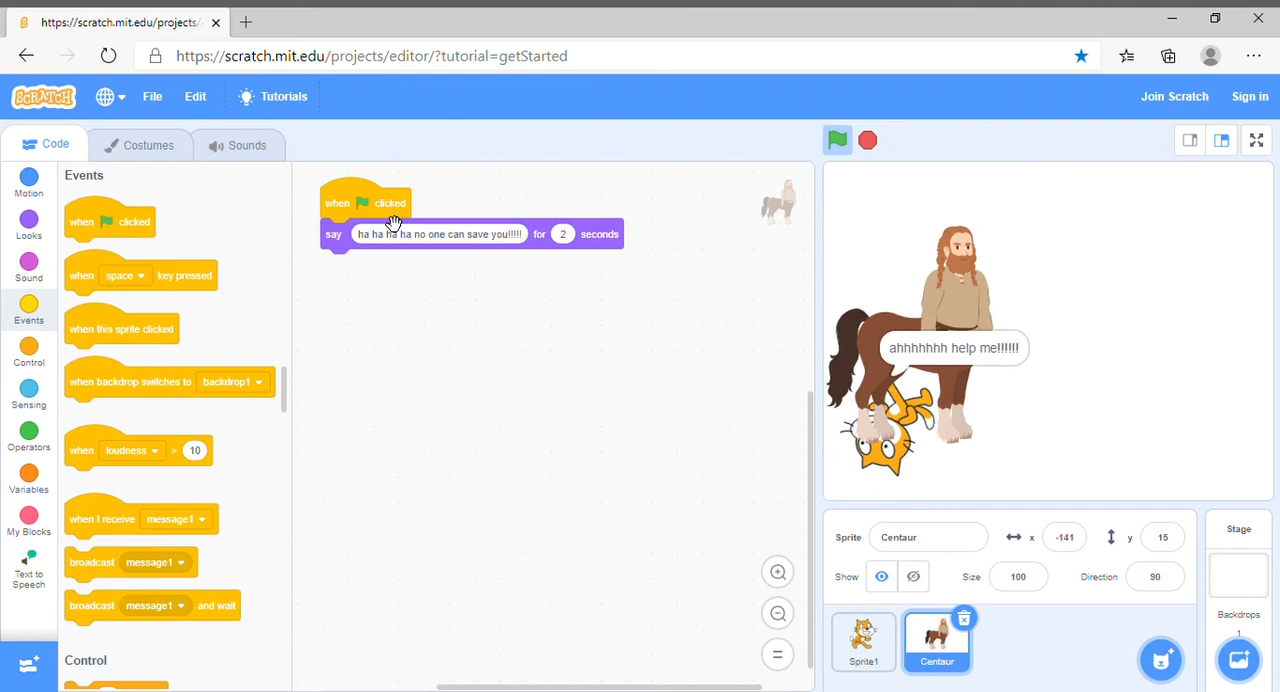 https://scratch.mit.edu/projects/
https://scratch.mit.edu/projects/editor/?tutorial=getStarted
SCRATCH File Edit Tutorials Join Scratch Sign in
Code Costumes Sounds
Motion
Looks
Sound
Events
Control
Sensing
Operators
Variables
My Blocks
Text to
Speech
Events
when clicked
when space key pressed
when this sprite clicked
when backdrop switches to backdrop1
when loudness > 10
when I receive message1
broadcast message1
broadcast message1 and wait
Control
when clicked
say ha ha ha ha no one can save you!!!!! for 2 seconds
ahhhhhhh help me!!!!!!
Sprite Centaur x -141 y 15
Show Size 100 Direction 90
Sprite1
Centaur
Stage
Backdrops
1